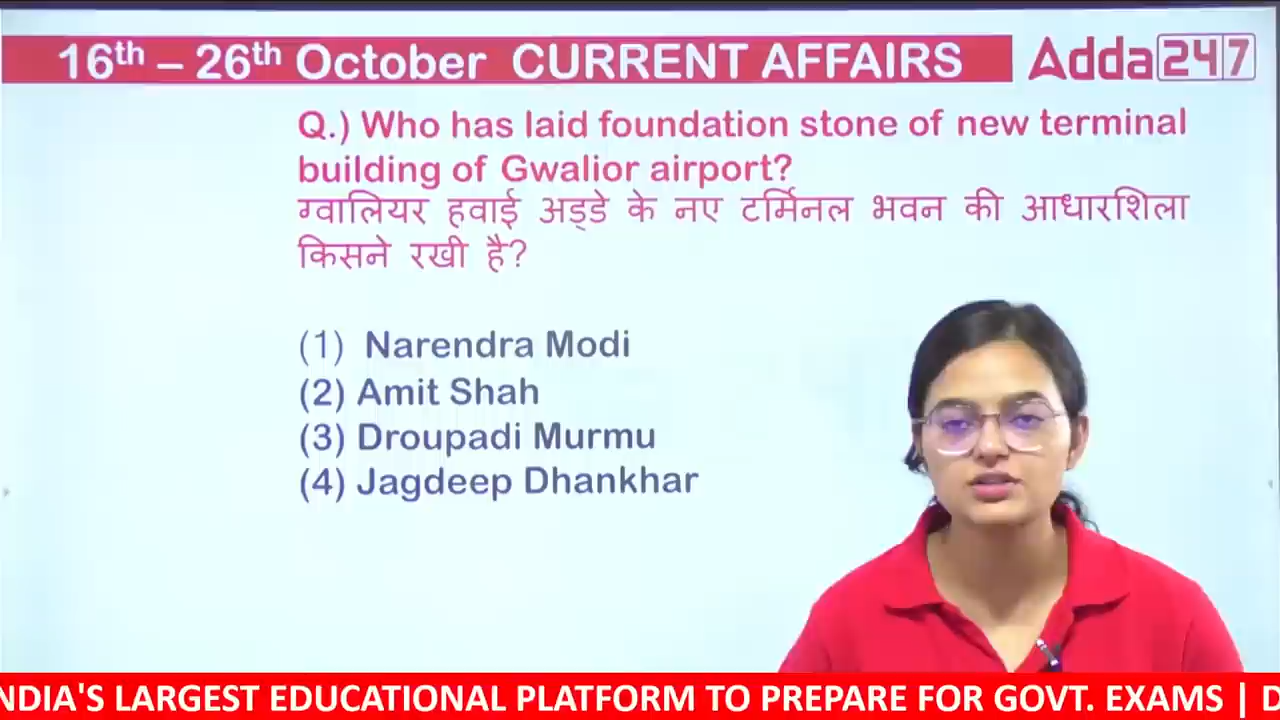 16th – 26th October CURRENT AFFAIRS
Adda247
Q.) Who has laid foundation stone of new terminal
building of Gwalior airport?
ग्वालियर हवाई अड्डे के नए टर्मिनल भवन की आधारशिला
किसने रखी है?
(1) Narendra Modi
(2) Amit Shah
(3) Droupadi Murmu
(4) Jagdeep Dhankhar
NDIA'S LARGEST EDUCATIONAL PLATFORM TO PREPARE FOR GOVT. EXAMS | D